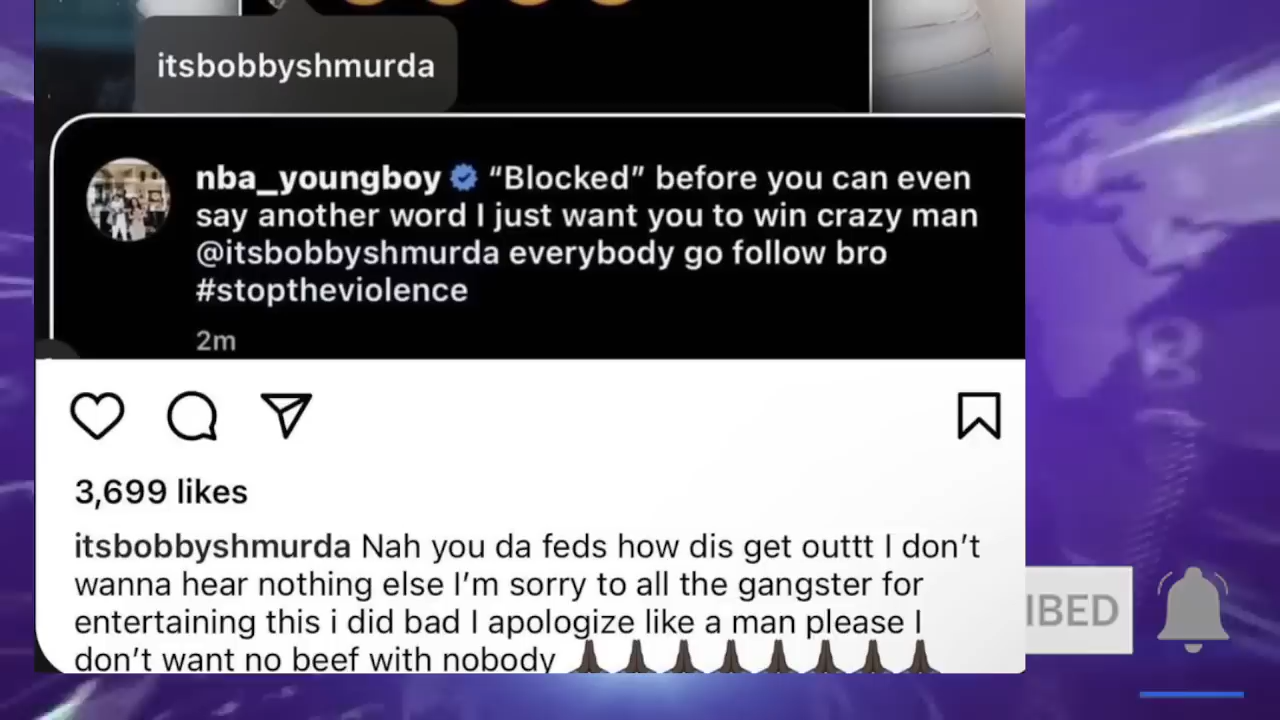 itsbobbyshmurda
nba_youngboy “Blocked” before you can even
say another word I just want you to win crazy man
@itsbobbyshmurda everybody go follow bro
#stoptheviolence
2m
3,699 likes
itsbobbyshmurda Nah you da feds how dis get outtt I don’t
wanna hear nothing else I’m sorry to all the gangster for
entertaining this i did bad I apologize like a man please I
don’t want no beef with nobody 🙏🏿🙏🏿🙏🏿🙏🏿🙏🏿🙏🏿🙏🏿🙏🏿
IBED